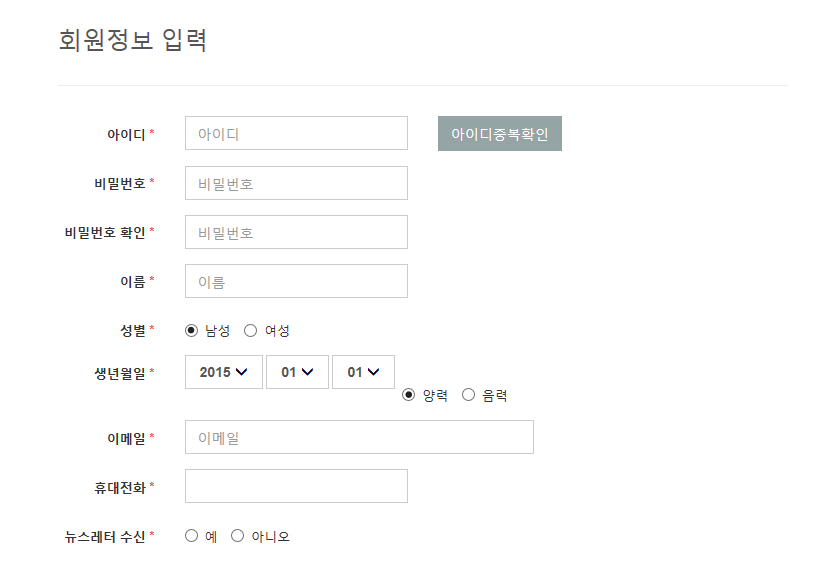 회원정보 입력
아이디 * 아이디 아이디중복확인
비밀번호 * 비밀번호
비밀번호 확인 * 비밀번호
이름 * 이름
성별 * 남성 여성
생년월일 * 2015 01 01 양력 음력
이메일 * 이메일
휴대전화 *
뉴스레터 수신 * 예 아니오